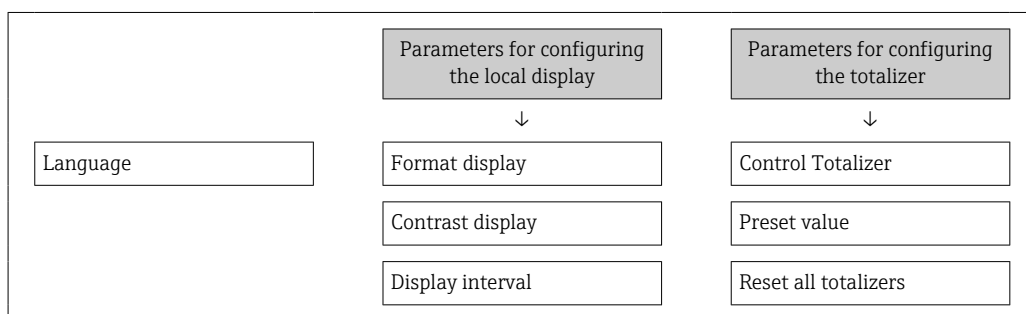 Parameters for configuring
the local display
Parameters for configuring
the totalizer
↓
↓
Language
Format display
Control Totalizer
Contrast display
Preset value
Display interval
Reset all totalizers